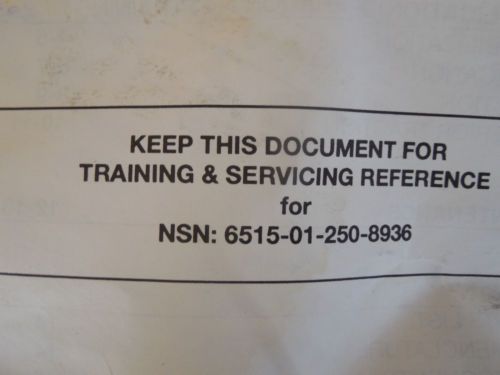 KEEP THIS DOCUMENT FOR
TRAINING & SERVICING REFERENCE
for
NSN: 6515-01-250-8936